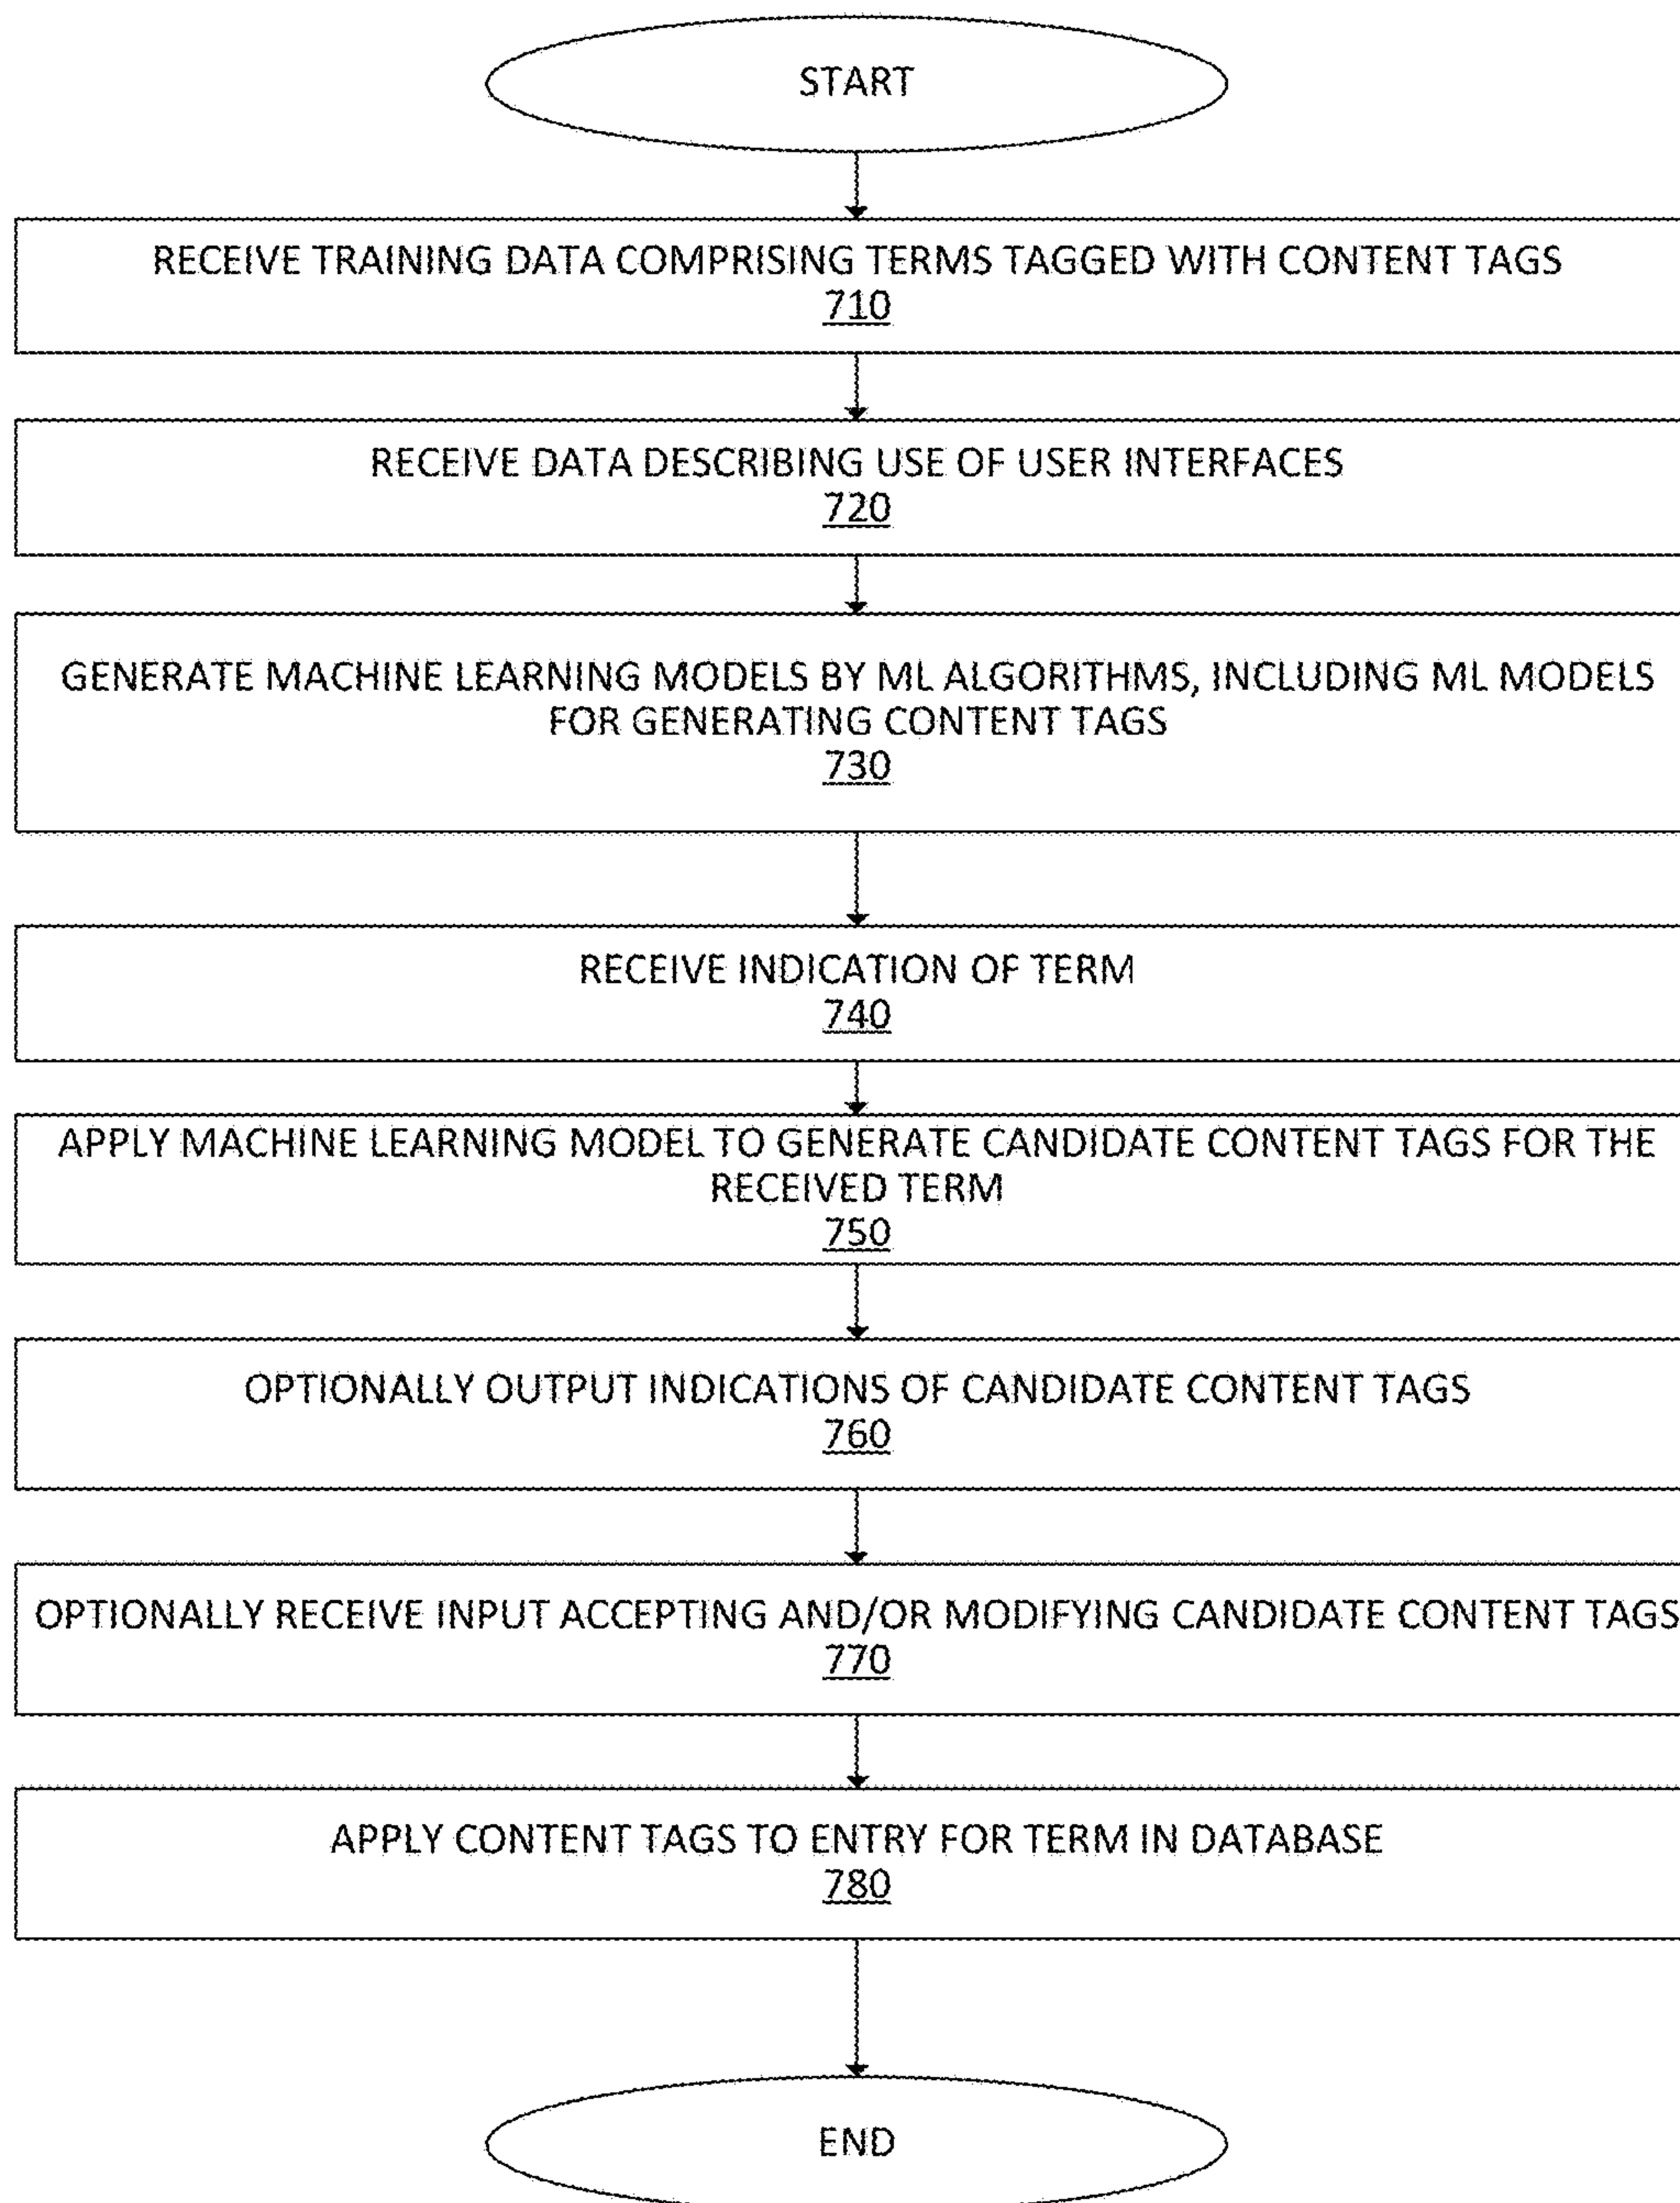 START
RECEIVE TRAINING DATA COMPRISING TERMS TAGGED WITH CONTENT TAGS
710
RECEIVE DATA DESCRIBING USE OF USER INTERFACES
720
GENERATE MACHINE LEARNING MODELS BY ML ALGORITHMS, INCLUDING ML MODELS
FOR GENERATING CONTENT TAGS
730
RECEIVE INDICATION OF TERM
740
APPLY MACHINE LEARNING MODEL TO GENERATE CANDIDATE CONTENT TAGS FOR THE
RECEIVED TERM
750
OPTIONALLY OUTPUT INDICATIONS OF CANDIDATE CONTENT TAGS
760
OPTIONALLY RECEIVE INPUT ACCEPTING AND/OR MODIFYING CANDIDATE CONTENT TAGS
770
APPLY CONTENT TAGS TO ENTRY FOR TERM IN DATABASE
780
END